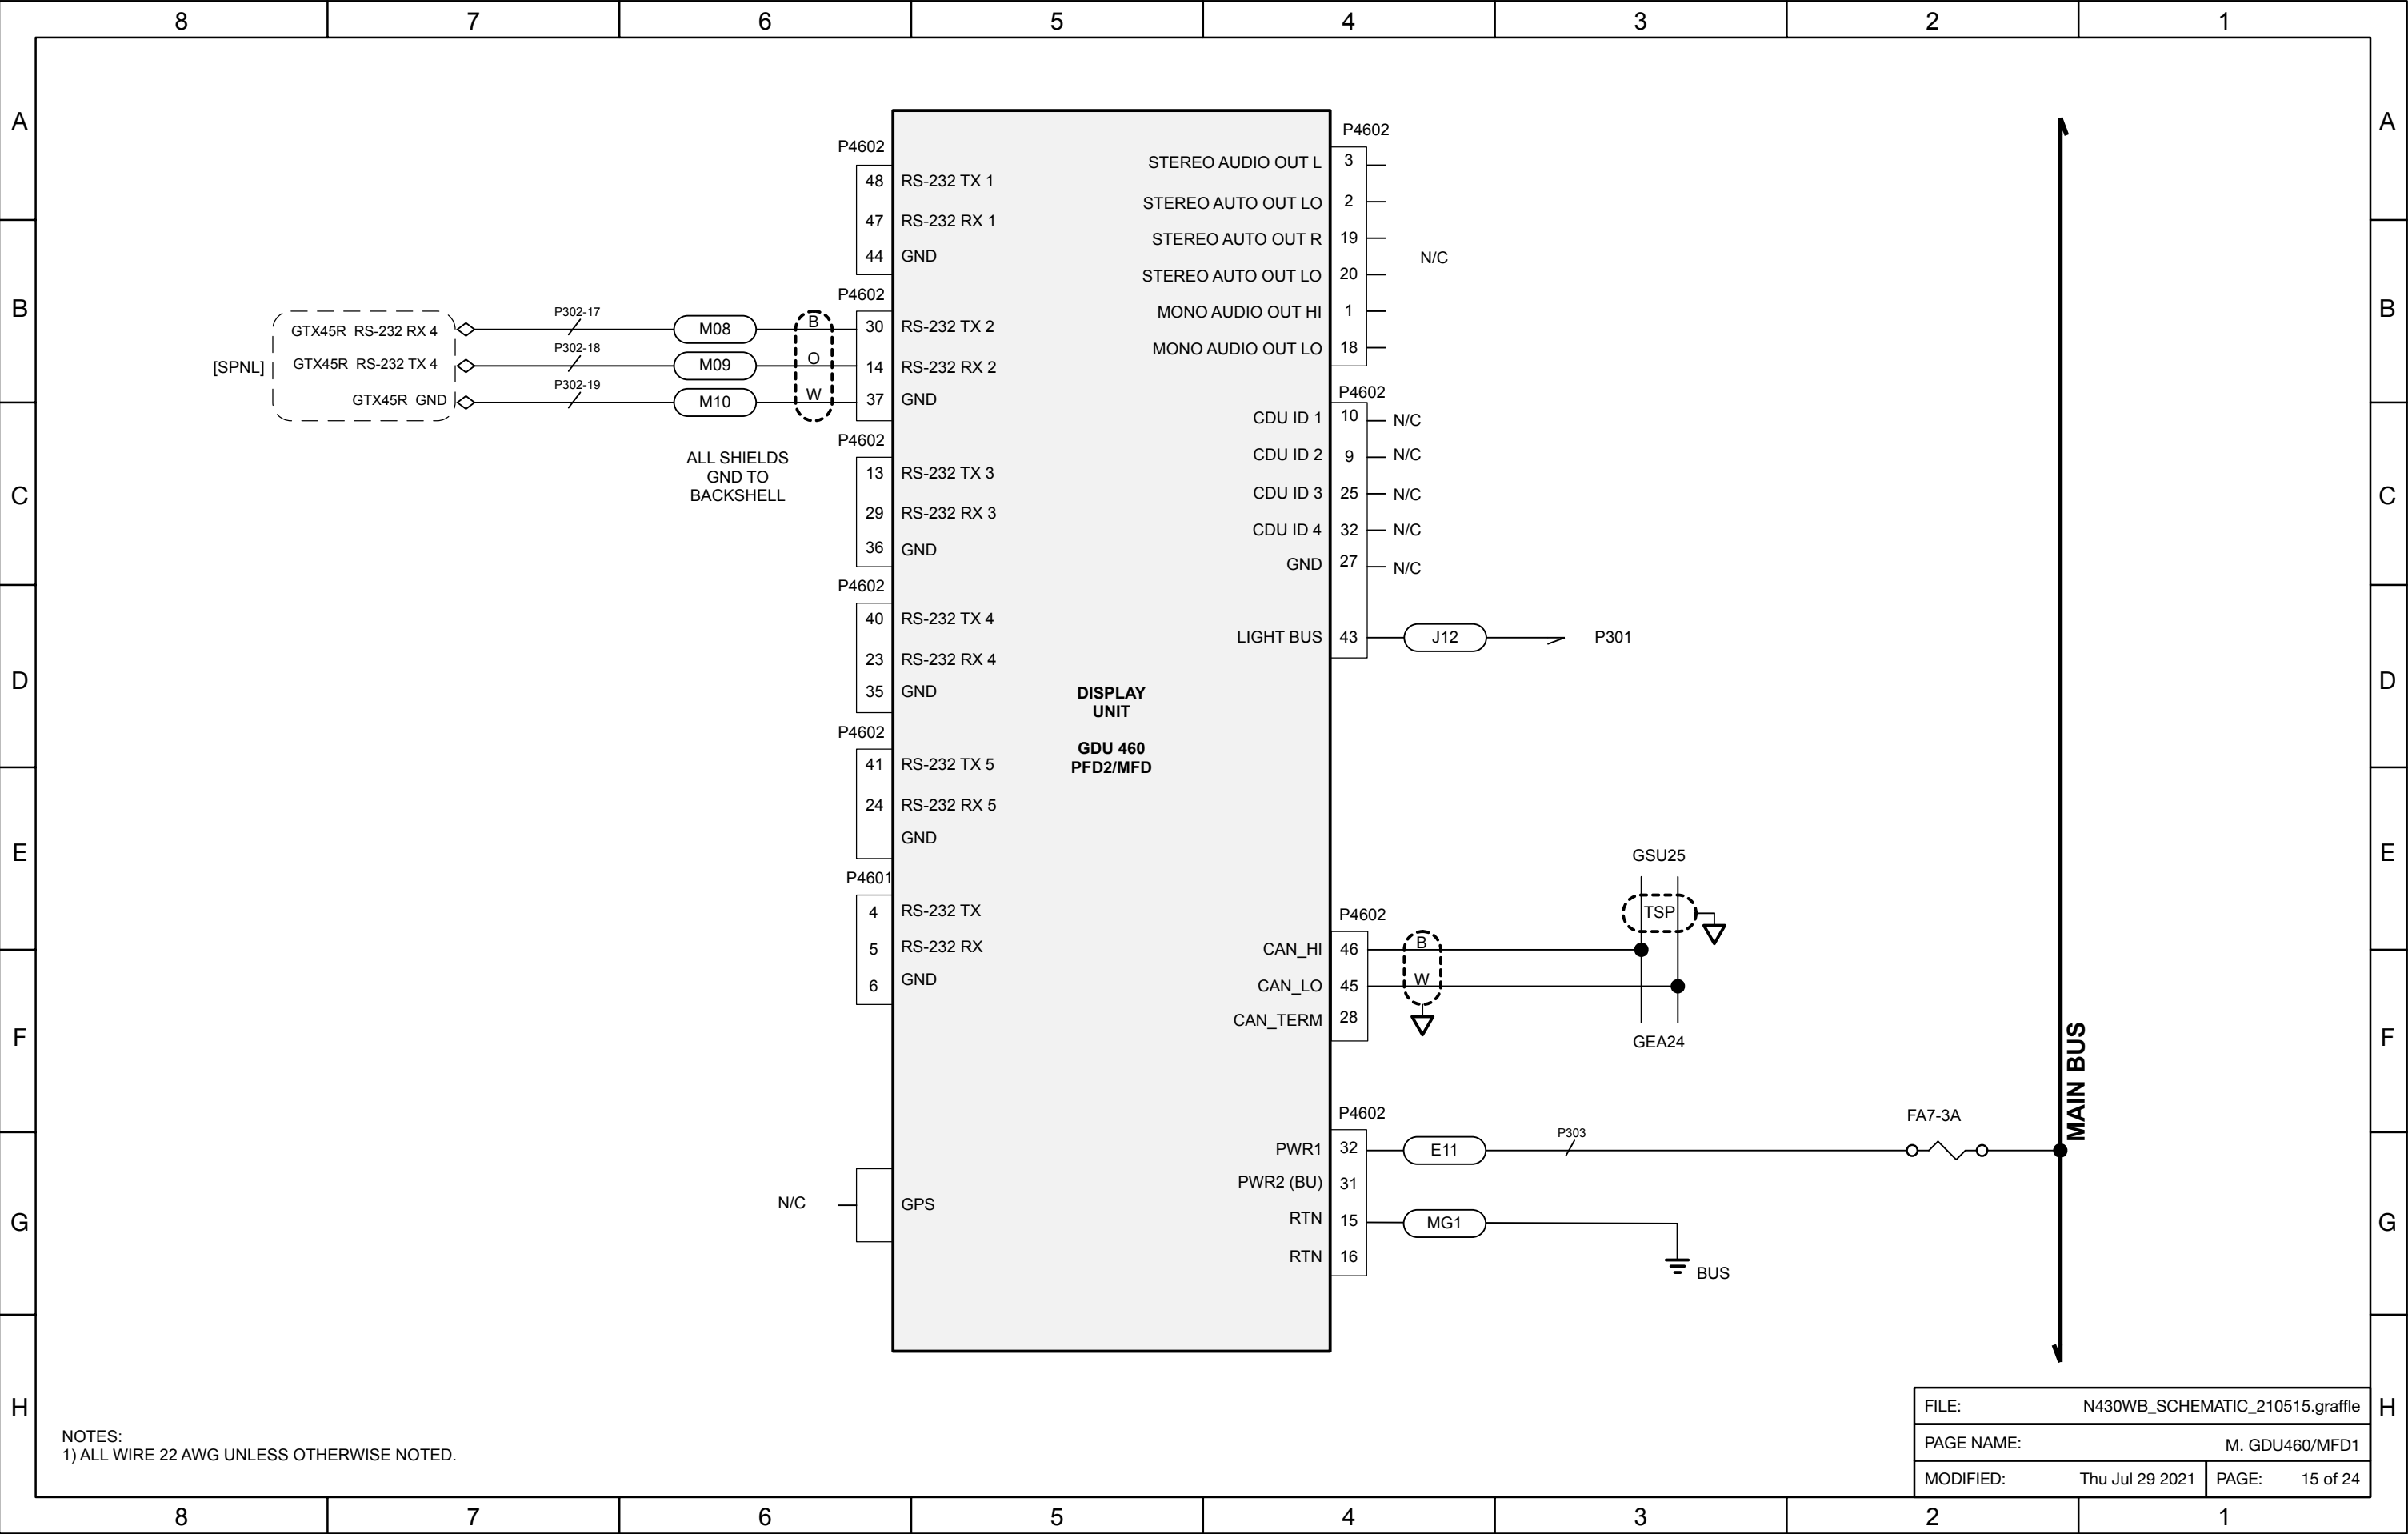 8 7 6 5 4 3 2 1
A
B
C
D
E
F
G
H
P4602
48 RS-232 TX 1
47 RS-232 RX 1
44 GND
P4602
30 RS-232 TX 2
14 RS-232 RX 2
37 GND
[SPNL]
GTX45R RS-232 RX 4
P302-17
M08
B
GTX45R RS-232 TX 4
P302-18
M09
O
GTX45R GND
P302-19
M10
W
ALL SHIELDS
GND TO
BACKSHELL
P4602
13 RS-232 TX 3
29 RS-232 RX 3
36 GND
P4602
40 RS-232 TX 4
23 RS-232 RX 4
35 GND
P4602
41 RS-232 TX 5
24 RS-232 RX 5
GND
P4601
4 RS-232 TX
5 RS-232 RX
6 GND
N/C
GPS
DISPLAY
UNIT
GDU 460
PFD2/MFD
P4602
STEREO AUDIO OUT L 3
STEREO AUTO OUT LO 2
STEREO AUTO OUT R 19
STEREO AUTO OUT LO 20
MONO AUDIO OUT HI 1
MONO AUDIO OUT LO 18
N/C
P4602
CDU ID 1 10 N/C
CDU ID 2 9 N/C
CDU ID 3 25 N/C
CDU ID 4 32 N/C
GND 27 N/C
LIGHT BUS 43 J12 P301
GSU25
TSP
P4602
CAN_HI 46 B
CAN_LO 45 W
CAN_TERM 28
GEA24
P4602
PWR1 32 E11 P303
FA7-3A
PWR2 (BU) 31
RTN 15 MG1
RTN 16
BUS
MAIN BUS
A
B
C
D
E
F
G
H
NOTES:
1) ALL WIRE 22 AWG UNLESS OTHERWISE NOTED.
FILE: N430WB_SCHEMATIC_210515.graffle
PAGE NAME: M. GDU460/MFD1
MODIFIED: Thu Jul 29 2021 PAGE: 15 of 24
8 7 6 5 4 3 2 1